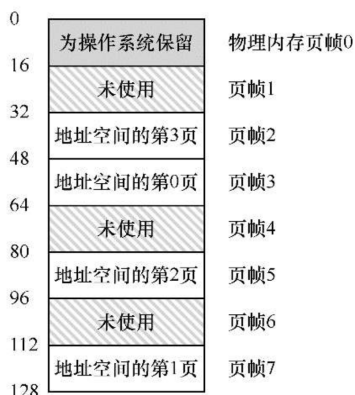 0
为操作系统保留 物理内存页帧0
16
未使用 页帧1
32
地址空间的第3页 页帧2
48
地址空间的第0页 页帧3
64
未使用 页帧4
80
地址空间的第2页 页帧5
96
未使用 页帧6
112
地址空间的第1页 页帧7
128